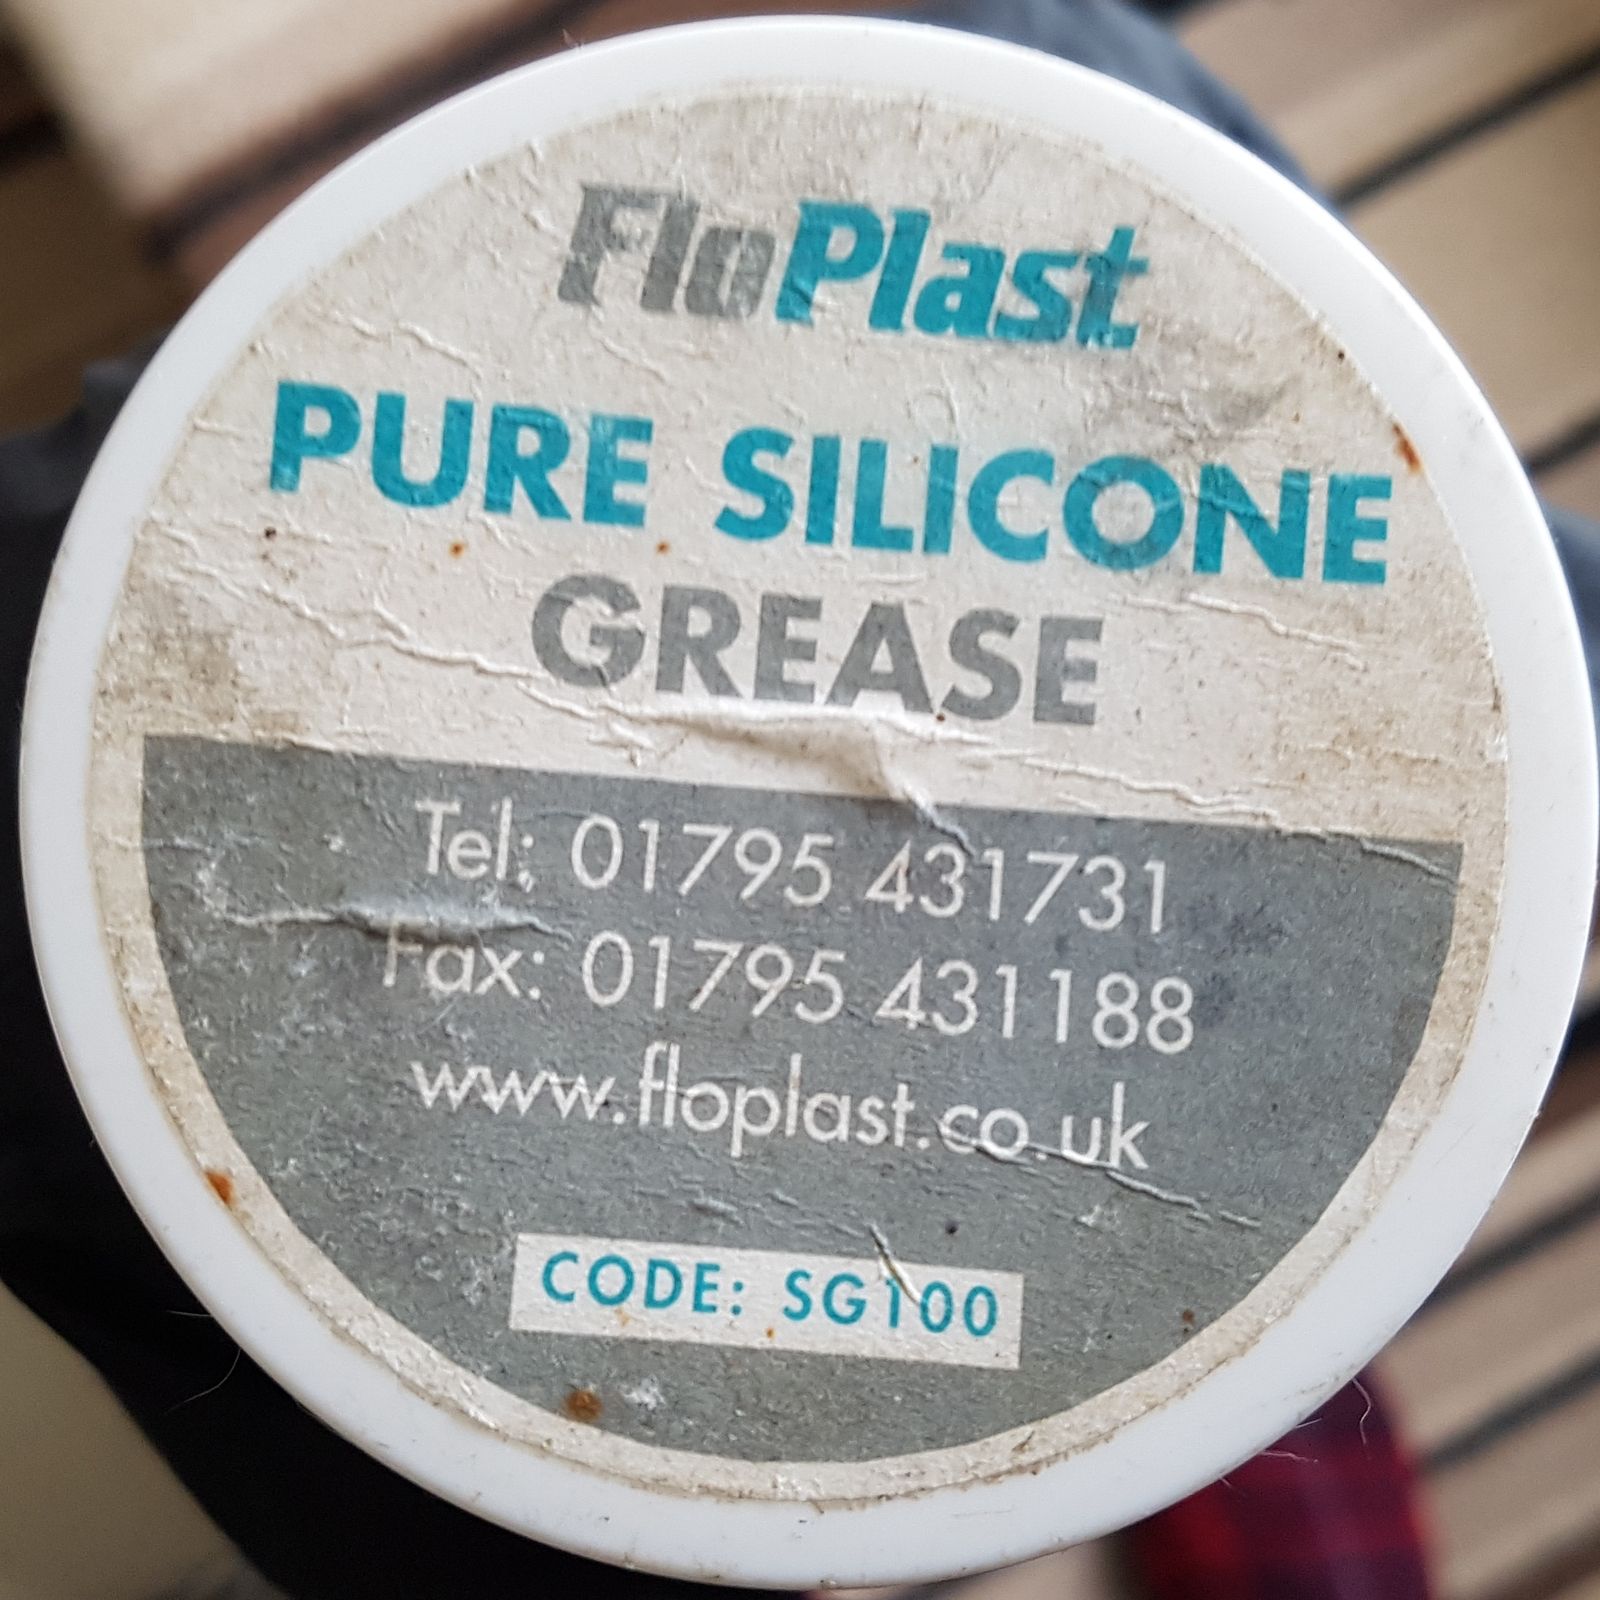 FloPlast
PURE SILICONE
GREASE
Tel: 01795 431731
Fax: 01795 431188
www.floplast.co.uk
CODE: SG100